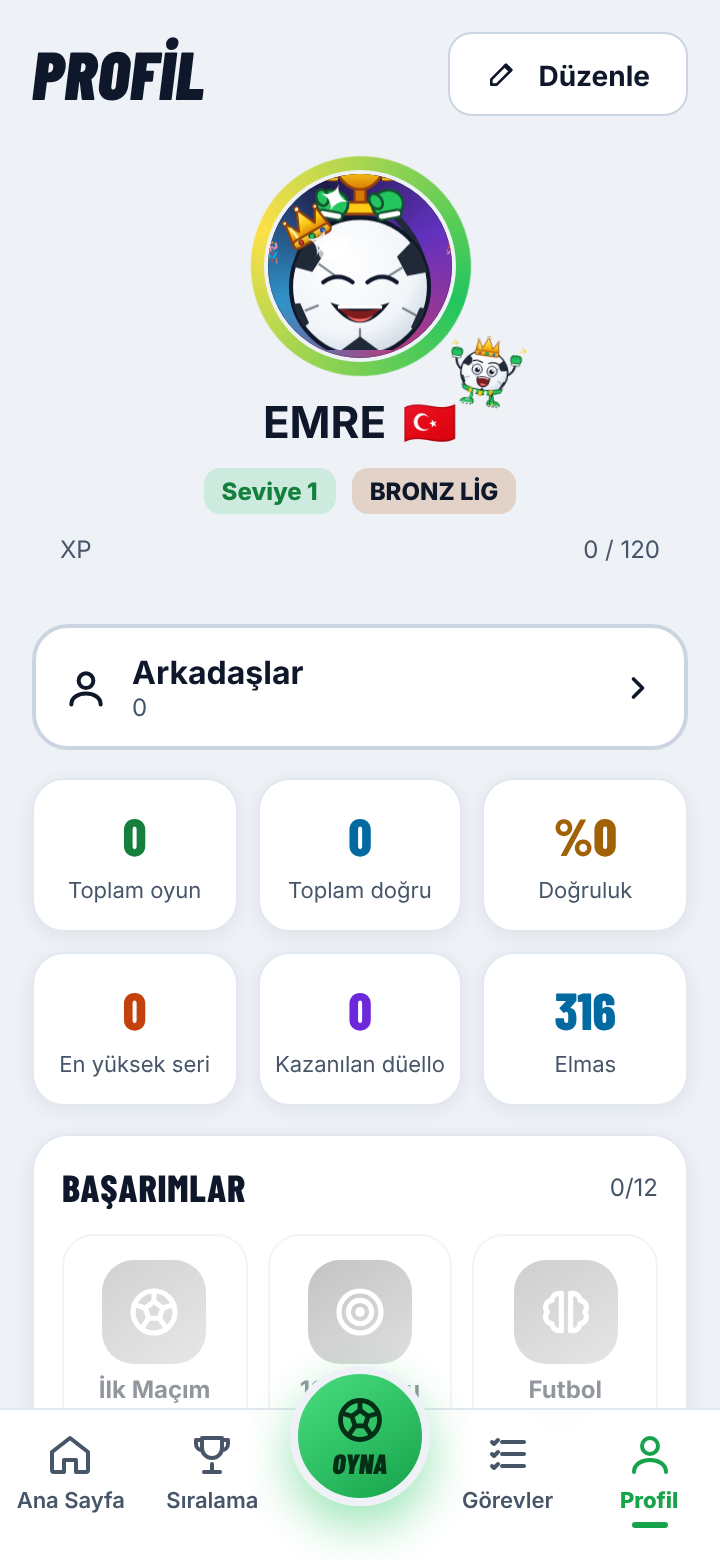 PROFİL
Düzenle
EMRE
Seviye 1
BRONZ LİG
XP
0 / 120
Arkadaşlar
0
0
Toplam oyun
0
Toplam doğru
%0
Doğruluk
0
En yüksek seri
0
Kazanılan düello
316
Elmas
BAŞARIMLAR
0/12
İlk Maçım
Futbol
OYNA
Ana Sayfa
Sıralama
Görevler
Profil